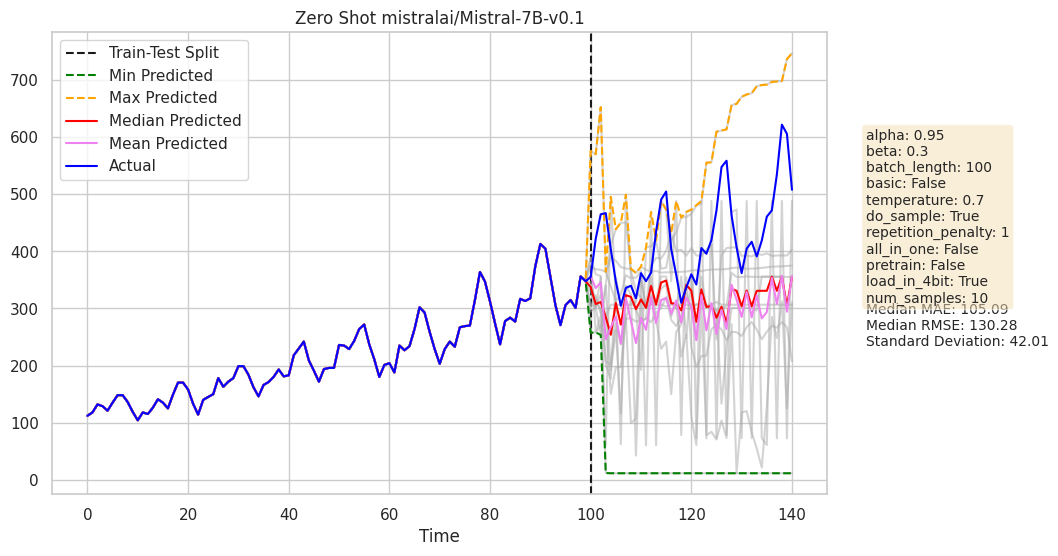 Zero Shot mistralai/Mistral-7B-v0.1
Train-Test Split
Min Predicted
Max Predicted
Median Predicted
Mean Predicted
Actual
700
600
500
400
300
200
100
0
0
20
40
60
80
100
120
140
Time
alpha: 0.95
beta: 0.3
batch_length: 100
basic: False
temperature: 0.7
do_sample: True
repetition_penalty: 1
all_in_one: False
pretrain: False
load_in_4bit: True
num_samples: 10
Median MAE: 105.09
Median RMSE: 130.28
Standard Deviation: 42.01